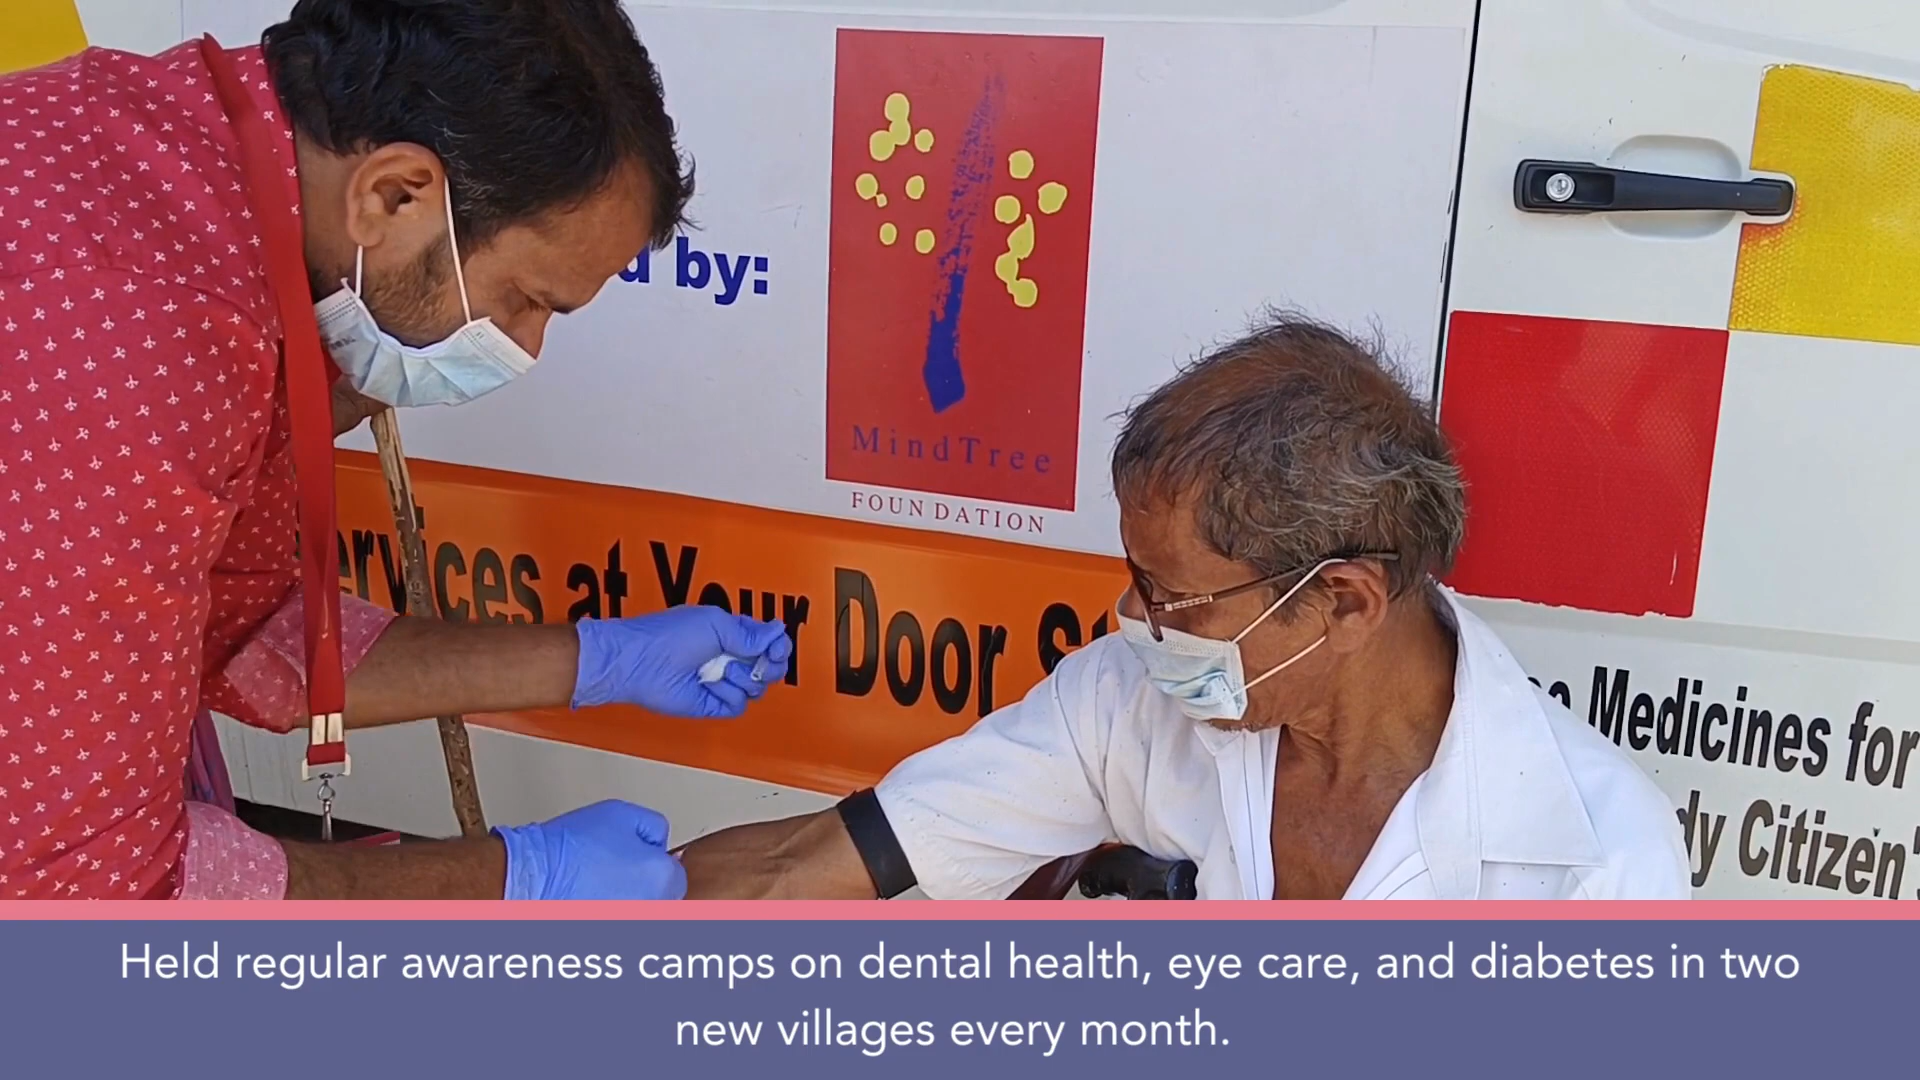 by:
MindTree
FOUNDATION
at Your Door
Medicines for
Citizen's
Held regular awareness camps on dental health, eye care, and diabetes in two
new villages every month.